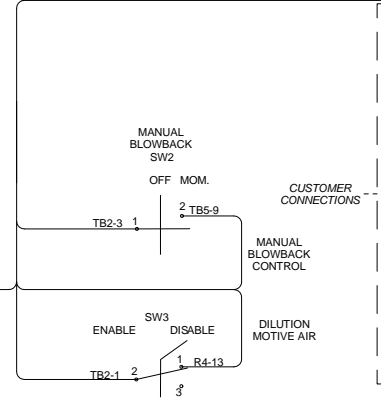 MANUAL
BLOWBACK
SW2
OFF MOM.
2 TB5-9
TB2-3 1
CUSTOMER
CONNECTIONS
MANUAL
BLOWBACK
CONTROL
SW3
ENABLE DISABLE
DILUTION
MOTIVE AIR
1 R4-13
TB2-1 2
3